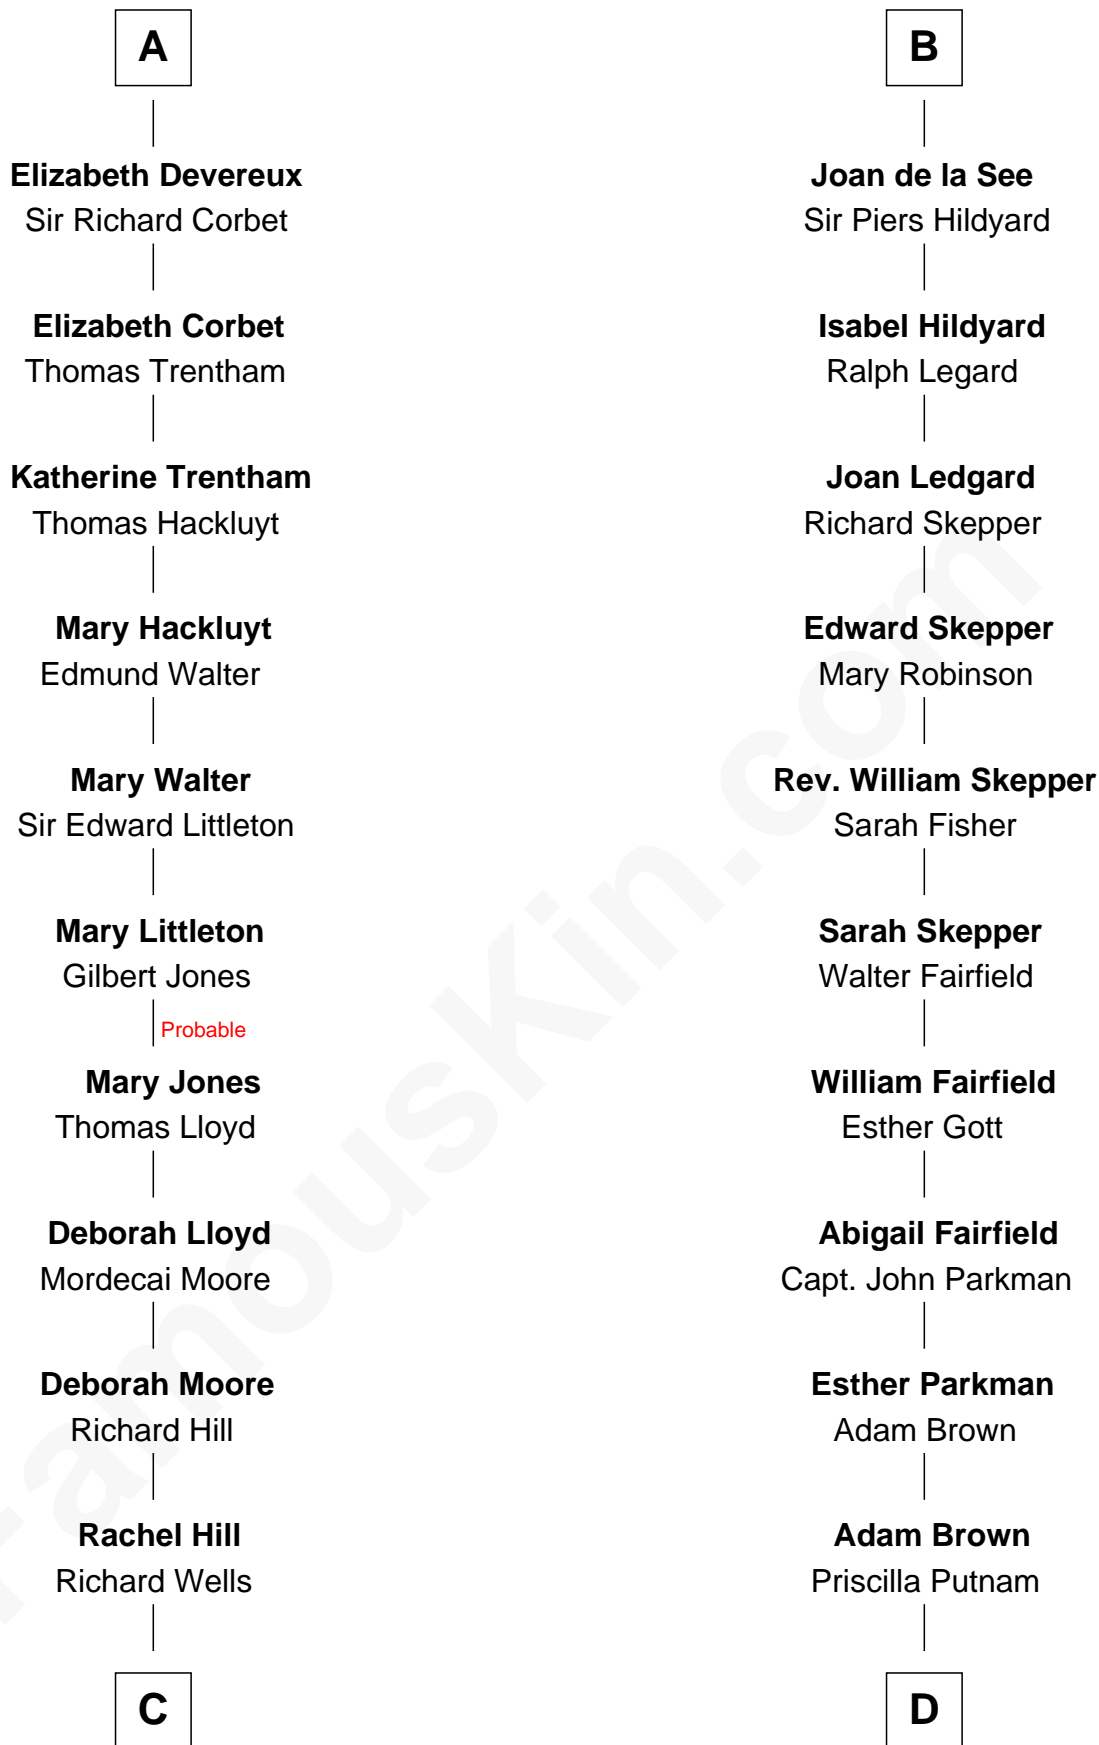 A
Elizabeth Devereux
Sir Richard Corbet
Elizabeth Corbet
Thomas Trentham
Katherine Trentham
Thomas Hackluyt
Mary Hackluyt
Edmund Walter
Mary Walter
Sir Edward Littleton
Mary Littleton
Gilbert Jones
Probable
Mary Jones
Thomas Lloyd
Deborah Lloyd
Mordecai Moore
Deborah Moore
Richard Hill
Rachel Hill
Richard Wells
C
B
Joan de la See
Sir Piers Hildyard
Isabel Hildyard
Ralph Legard
Joan Ledgard
Richard Skepper
Edward Skepper
Mary Robinson
Rev. William Skepper
Sarah Fisher
Sarah Skepper
Walter Fairfield
William Fairfield
Esther Gott
Abigail Fairfield
Capt. John Parkman
Esther Parkman
Adam Brown
Adam Brown
Priscilla Putnam
D
FamousKin.com